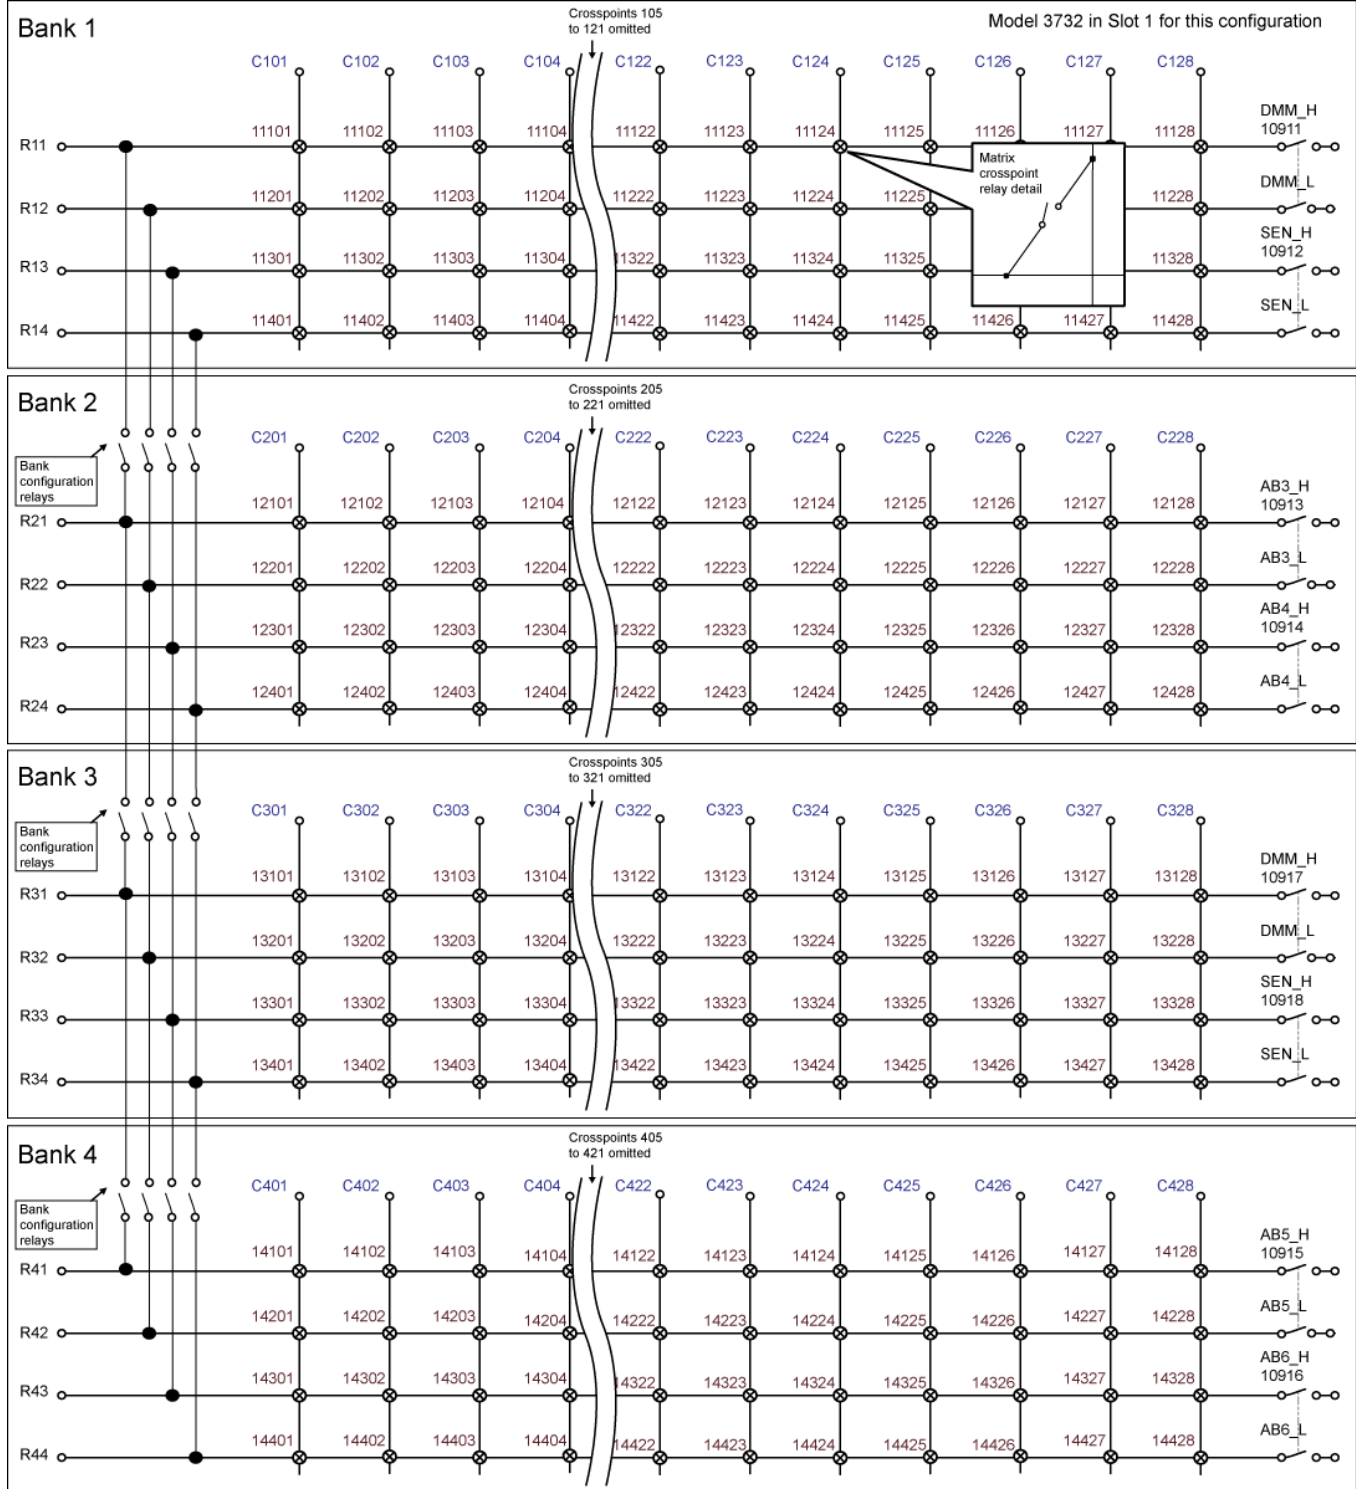 Bank 1
Crosspoints 105
to 121 omitted
Model 3732 in Slot 1 for this configuration
C101 C102 C103 C104 C122 C123 C124 C125 C126 C127 C128
DMM_H
R11 11101 11102 11103 11104 11122 11123 11124 11125 11126 11127 11128 10911
Matrix
crosspoint
relay detail
R12 11201 11202 11203 11204 11222 11223 11224 11225 11228 DMM_L
SEN_H
R13 11301 11302 11303 11304 11322 11323 11324 11325 11328 10912
SEN_L
R14 11401 11402 11403 11404 11422 11423 11424 11425 11426 11427 11428
Bank 2
Crosspoints 205
to 221 omitted
C201 C202 C203 C204 C222 C223 C224 C225 C226 C227 C228
Bank
configuration
relays
AB3_H
R21 12101 12102 12103 12104 12122 12123 12124 12125 12126 12127 12128 10913
AB3_L
R22 12201 12202 12203 12204 12222 12223 12224 12225 12226 12227 12228
AB4_H
R23 12301 12302 12303 12304 12322 12323 12324 12325 12326 12327 12328 10914
AB4_L
R24 12401 12402 12403 12404 12422 12423 12424 12425 12426 12427 12428
Bank 3
Crosspoints 305
to 321 omitted
C301 C302 C303 C304 C322 C323 C324 C325 C326 C327 C328
Bank
configuration
relays
DMM_H
R31 13101 13102 13103 13104 13122 13123 13124 13125 13126 13127 13128 10917
DMM_L
R32 13201 13202 13203 13204 13222 13223 13224 13225 13226 13227 13228
SEN_H
R33 13301 13302 13303 13304 13322 13323 13324 13325 13326 13327 13328 10918
SEN_L
R34 13401 13402 13403 13404 13422 13423 13424 13425 13426 13427 13428
Bank 4
Crosspoints 405
to 421 omitted
C401 C402 C403 C404 C422 C423 C424 C425 C426 C427 C428
Bank
configuration
relays
AB5_H
R41 14101 14102 14103 14104 14122 14123 14124 14125 14126 14127 14128 10915
AB5_L
R42 14201 14202 14203 14204 14222 14223 14224 14225 14226 14227 14228
AB6_H
R43 14301 14302 14303 14304 14322 14323 14324 14325 14326 14327 14328 10916
AB6_L
R44 14401 14402 14403 14404 14422 14423 14424 14425 14426 14427 14428